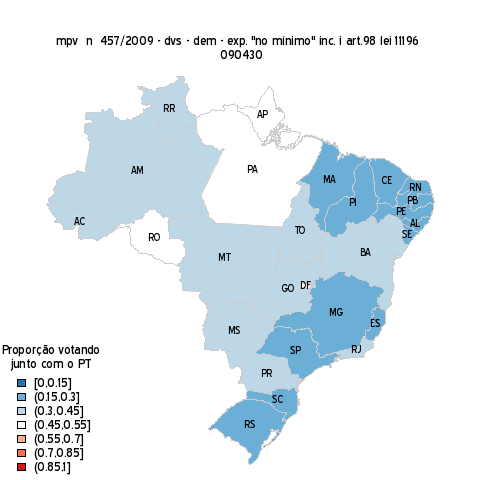 mpv n 457/2009 - dvs - dem - exp. "no mínimo" inc. i art.98 lei 11196
090430
RR
AP
AM
PA
MA
CE
RN
PB
PI
PE
AL
SE
AC
RO
TO
BA
MT
GO
DF
MG
ES
MS
SP
RJ
PR
SC
RS
Proporção votando
junto com o PT
[0,0.15]
(0.15,0.3]
(0.3,0.45]
(0.45,0.55]
(0.55,0.7]
(0.7,0.85]
(0.85,1]